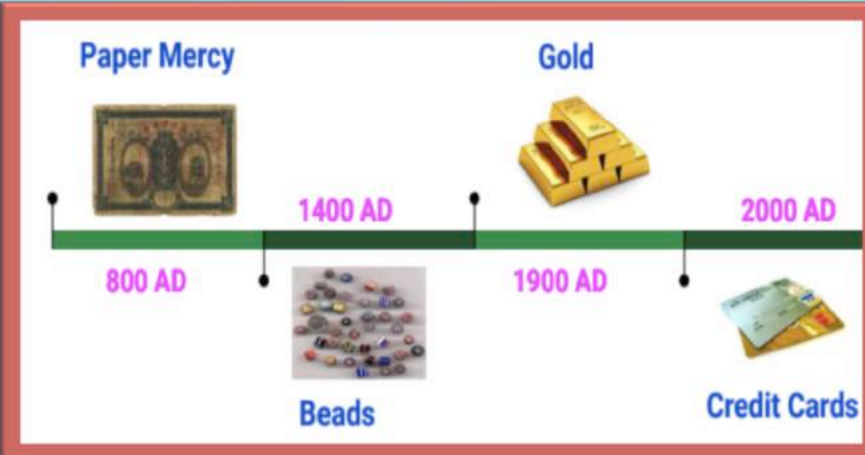 Paper Mercy
Gold
1400 AD
2000 AD
800 AD
1900 AD
Beads
Credit Cards